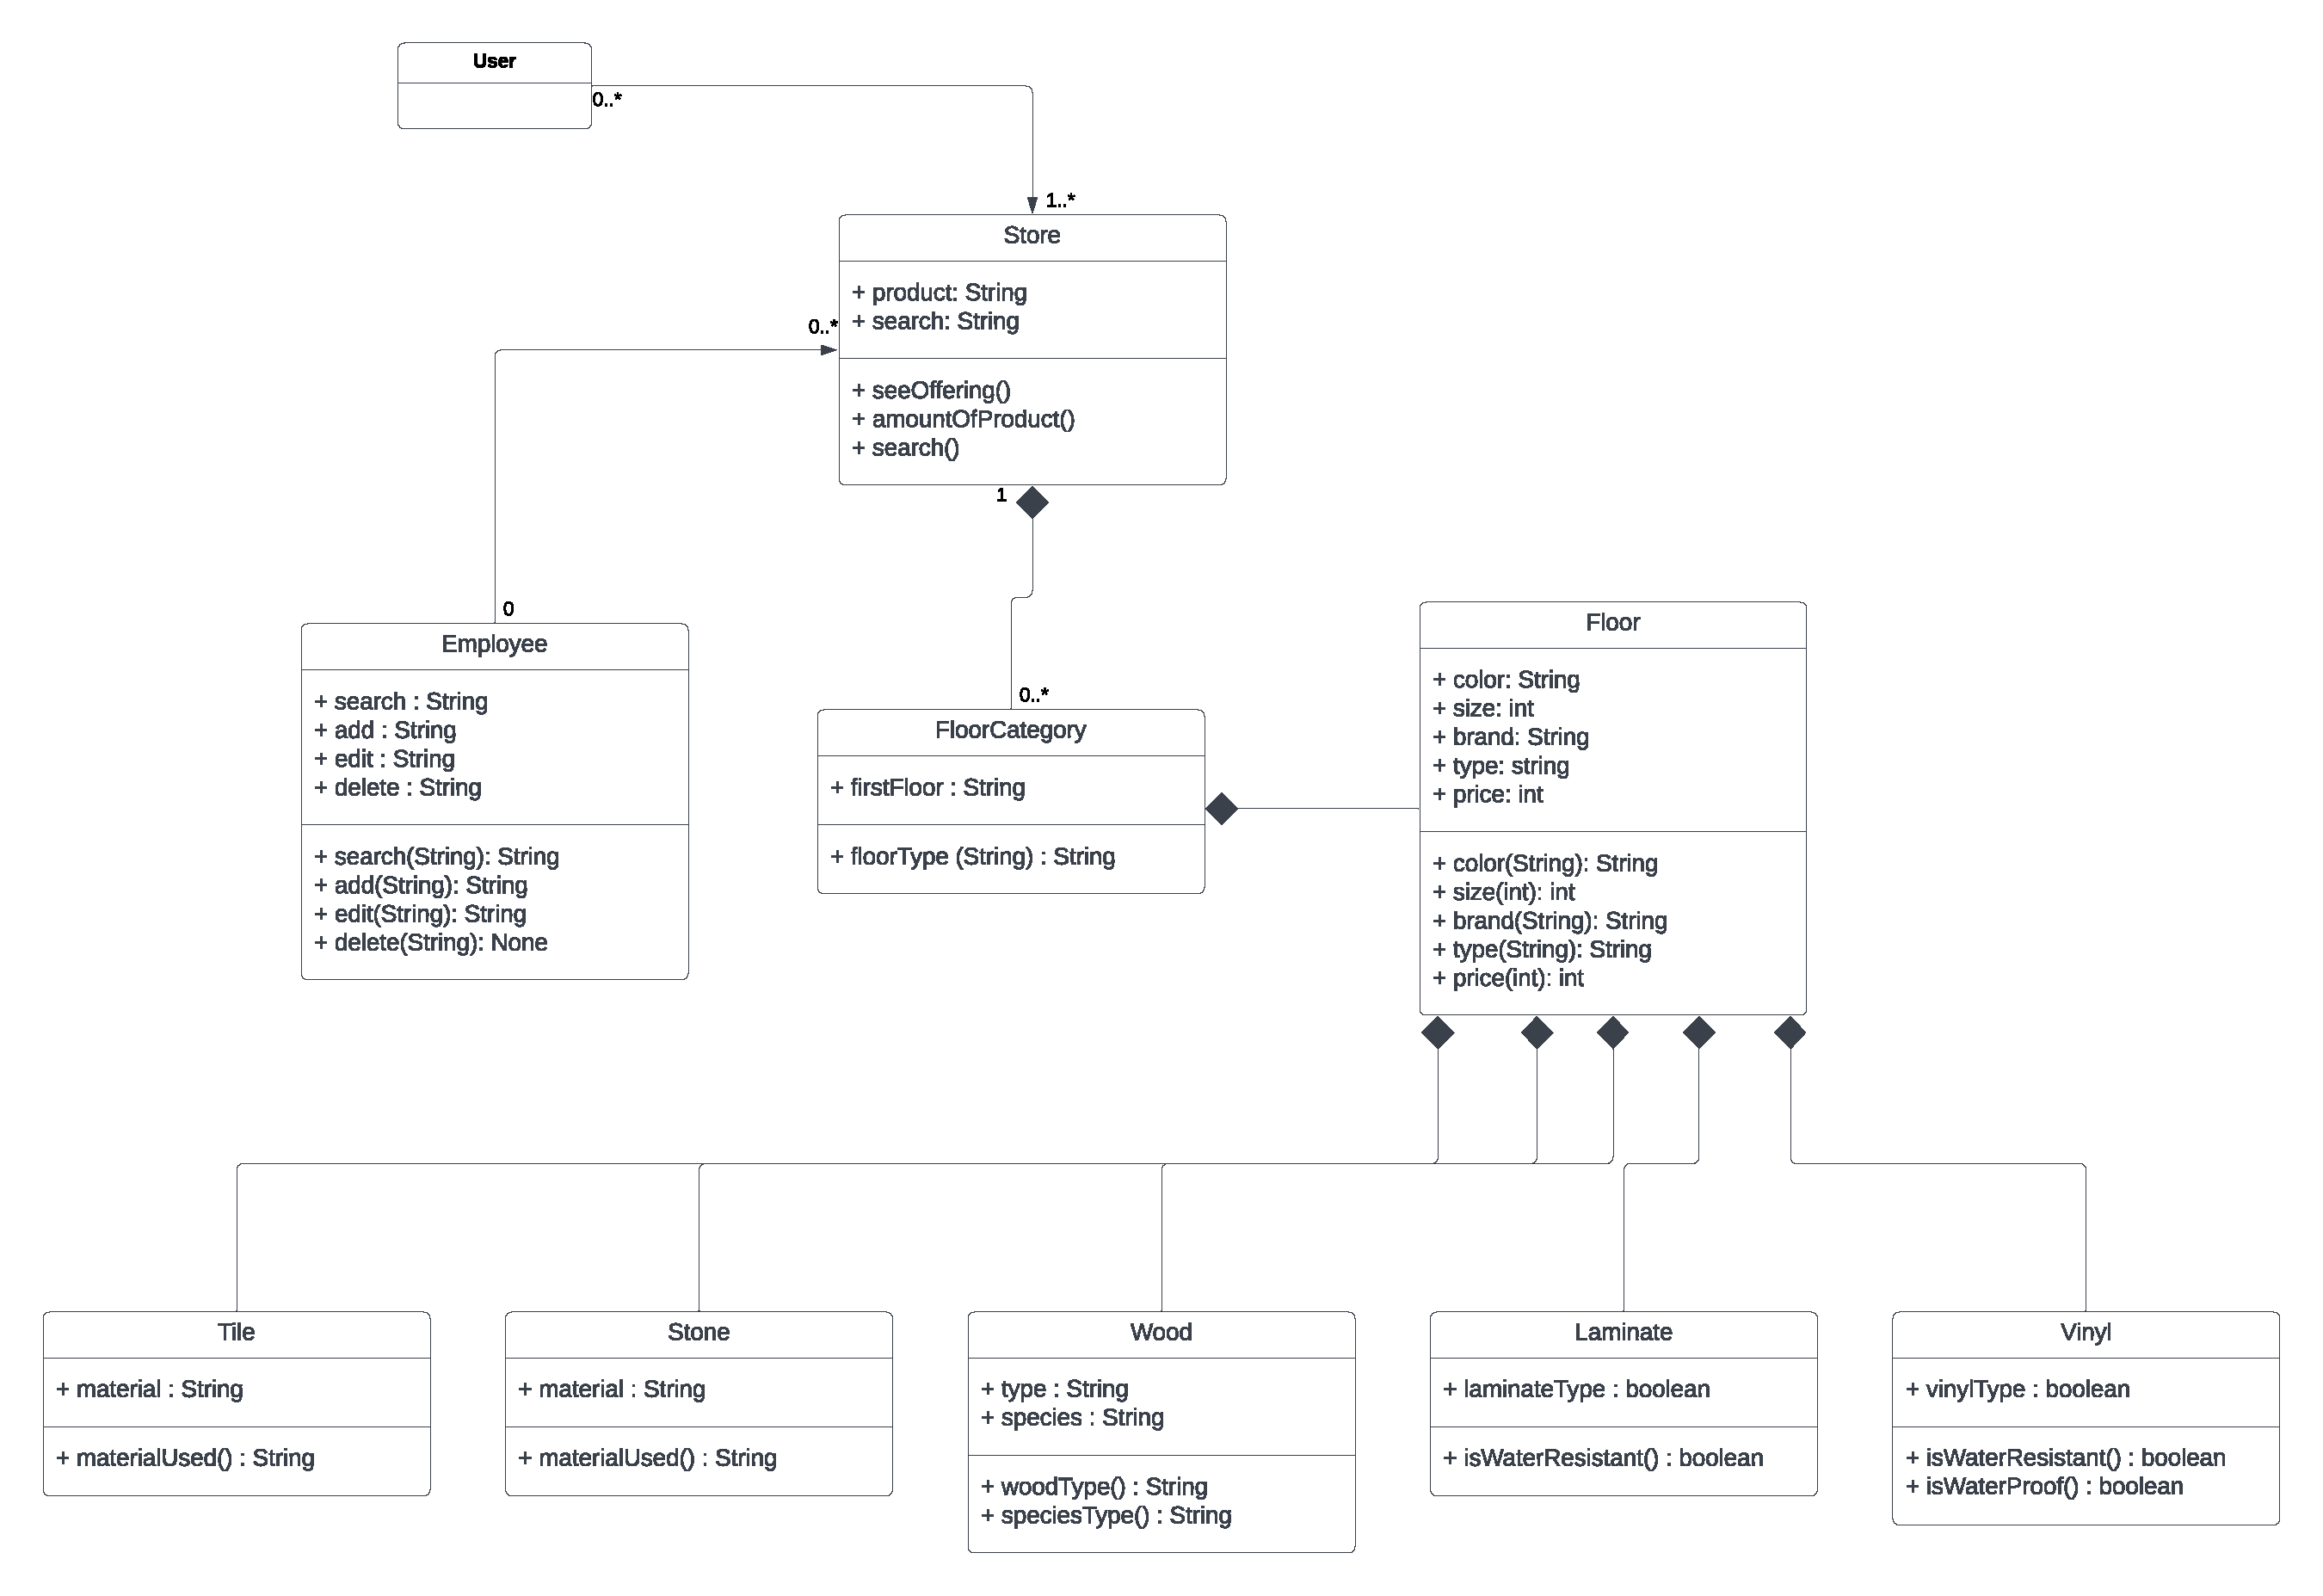 User
0..*
1..*
Store
+ product: String
+ search: String
0..*
+ seeOffering()
+ amountOfProduct()
+ search()
1
0
Employee
+ search : String
+ add : String
+ edit : String
+ delete : String
+ search(String): String
+ add(String): String
+ edit(String): String
+ delete(String): None
0..*
FloorCategory
+ firstFloor : String
+ floorType (String) : String
Floor
+ color: String
+ size: int
+ brand: String
+ type: string
+ price: int
+ color(String): String
+ size(int): int
+ brand(String): String
+ type(String): String
+ price(int): int
Tile
+ material : String
+ materialUsed() : String
Stone
+ material : String
+ materialUsed() : String
Wood
+ type : String
+ species : String
+ woodType() : String
+ speciesType() : String
Laminate
+ laminateType : boolean
+ isWaterResistant() : boolean
Vinyl
+ vinylType : boolean
+ isWaterResistant() : boolean
+ isWaterProof() : boolean